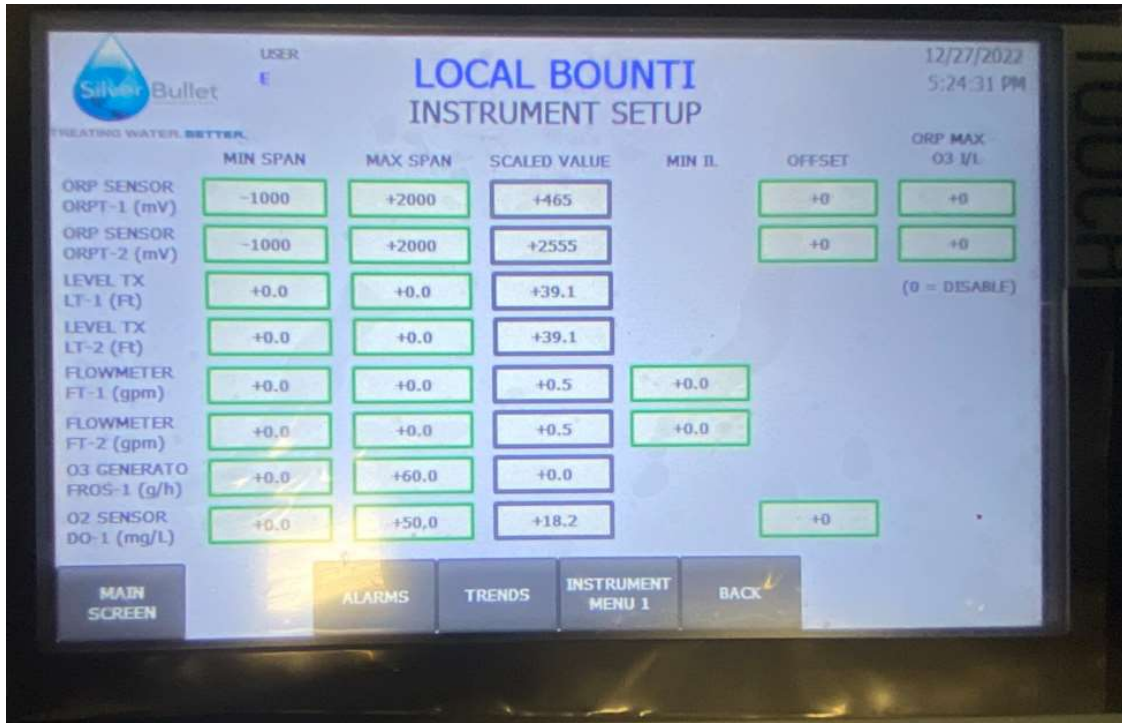 Silver Bullet
TREATING WATER. BETTER.
USER
E
LOCAL BOUNTI
INSTRUMENT SETUP
12/27/2022
5:24:31 PM
MIN SPAN MAX SPAN SCALED VALUE MIN IL OFFSET ORP MAX
O3 I/L
ORP SENSOR
ORPT-1 (mV) -1000 +2000 +465 +0 +0
ORP SENSOR
ORPT-2 (mV) -1000 +2000 +2555 +0 +0
(0 = DISABLE)
LEVEL TX
LT-1 (Ft) +0.0 +0.0 +39.1
LEVEL TX
LT-2 (Ft) +0.0 +0.0 +39.1
FLOWMETER
FT-1 (gpm) +0.0 +0.0 +0.5 +0.0
FLOWMETER
FT-2 (gpm) +0.0 +0.0 +0.5 +0.0
O3 GENERATO
FROS-1 (g/h) +0.0 +60.0 +0.0
O2 SENSOR
DO-1 (mg/L) +0.0 +50.0 +18.2 +0
MAIN
SCREEN
ALARMS
TRENDS
INSTRUMENT
MENU 1
BACK
TOUCH